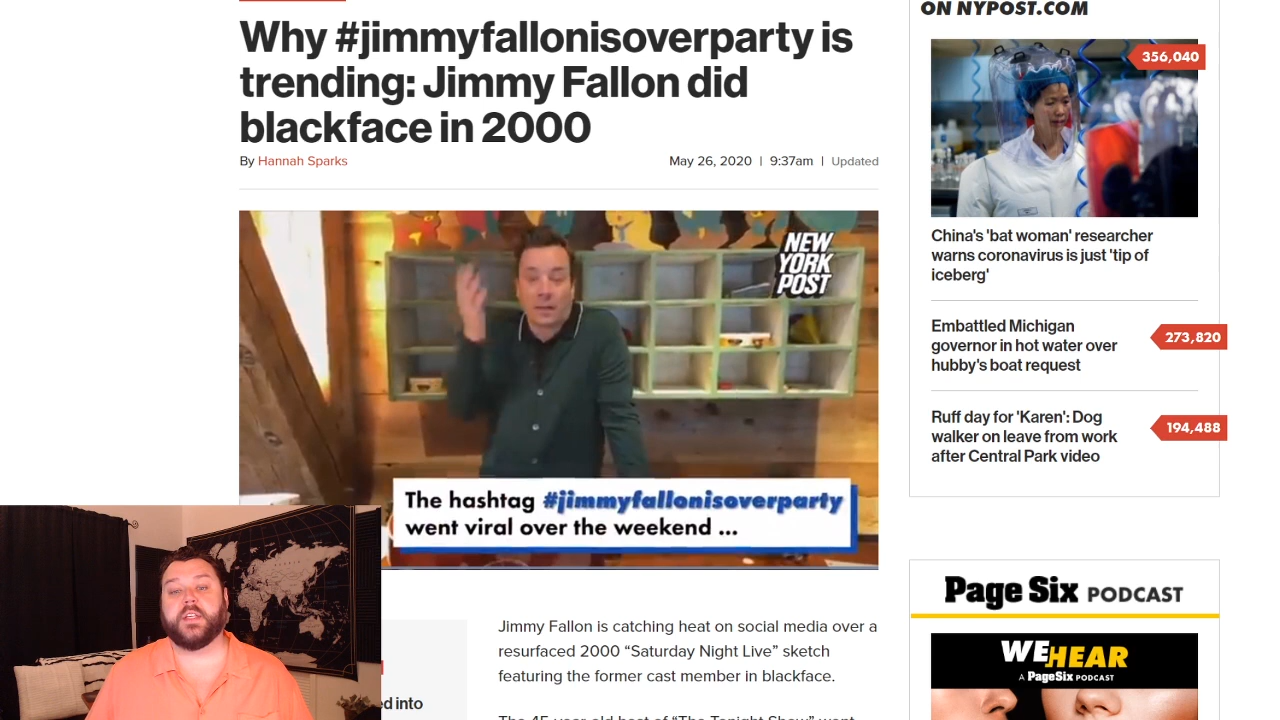 Why #jimmyfallonisoverparty is
trending: Jimmy Fallon did
blackface in 2000
By Hannah Sparks
May 26, 2020 | 9:37am | Updated
NEW
YORK
POST
The hashtag #jimmyfallonisoverparty
went viral over the weekend ...
Jimmy Fallon is catching heat on social media over a
resurfaced 2000 “Saturday Night Live” sketch
featuring the former cast member in blackface.
ed into
ON NYPOST.COM
356,040
China's 'bat woman' researcher
warns coronavirus is just 'tip of
iceberg'
Embattled Michigan
governor in hot water over
hubby's boat request
273,820
Ruff day for 'Karen': Dog
walker on leave from work
after Central Park video
194,488
Page Six PODCAST
WE HEAR
A PageSix PODCAST